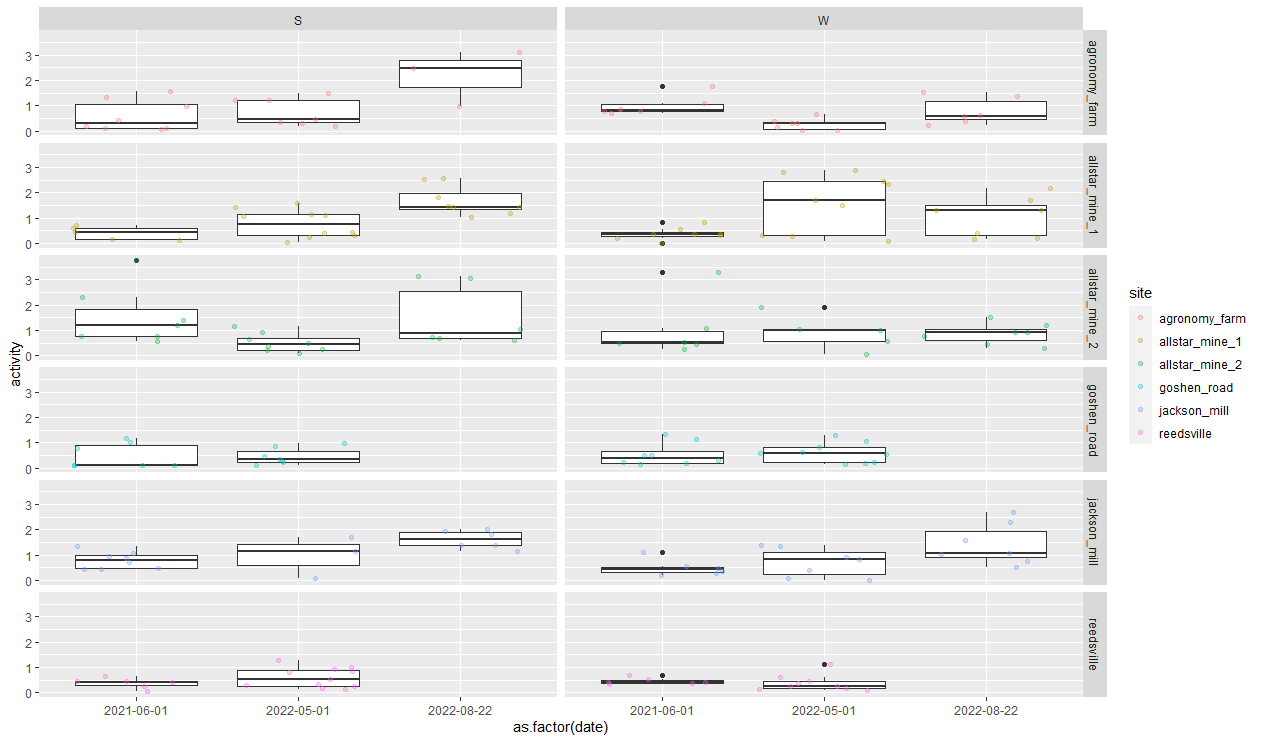 S W
3
2
1
0
agronomy_farm
3
2
1
0
allstar_mine_1
3
2
1
0
allstar_mine_2
3
2
1
0
goshen_road
3
2
1
0
jackson_mill
3
2
1
0
reedsville
activity
2021-06-01 2022-05-01 2022-08-22 2021-06-01 2022-05-01 2022-08-22
as.factor(date)
site
agronomy_farm
allstar_mine_1
allstar_mine_2
goshen_road
jackson_mill
reedsville